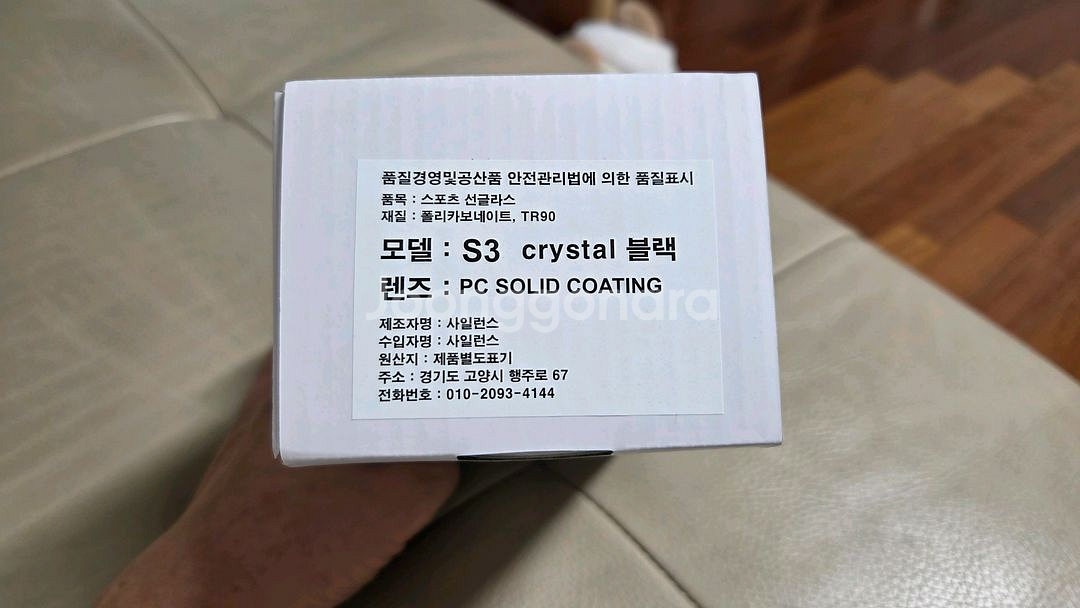 품질경영및공산품 안전관리법에 의한 품질표시
품목 : 스포츠 선글라스
재질 : 폴리카보네이트, TR90
모델 : S3 crystal 블랙
렌즈 : PC SOLID COATING
Joonggonara
제조자명 : 사일런스
수입자명 : 사일런스
원산지 : 제품별도표기
주소 : 경기도 고양시 행주로 67
전화번호 : 010-2093-4144